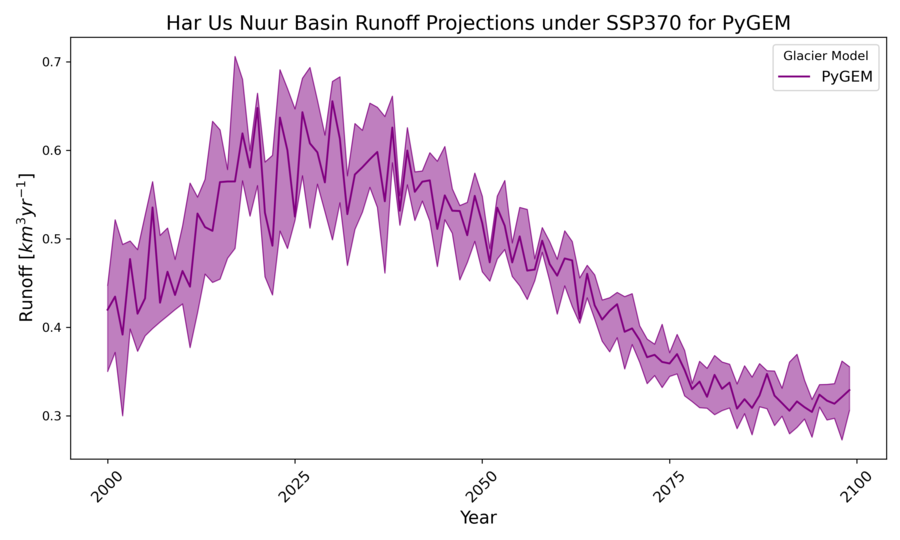 Har Us Nuur Basin Runoff Projections under SSP370 for PyGEM
Glacier Model
PyGEM
Runoff [km³yr⁻¹]
0.7
0.6
0.5
0.4
0.3
2000
2025
2050
2075
2100
Year